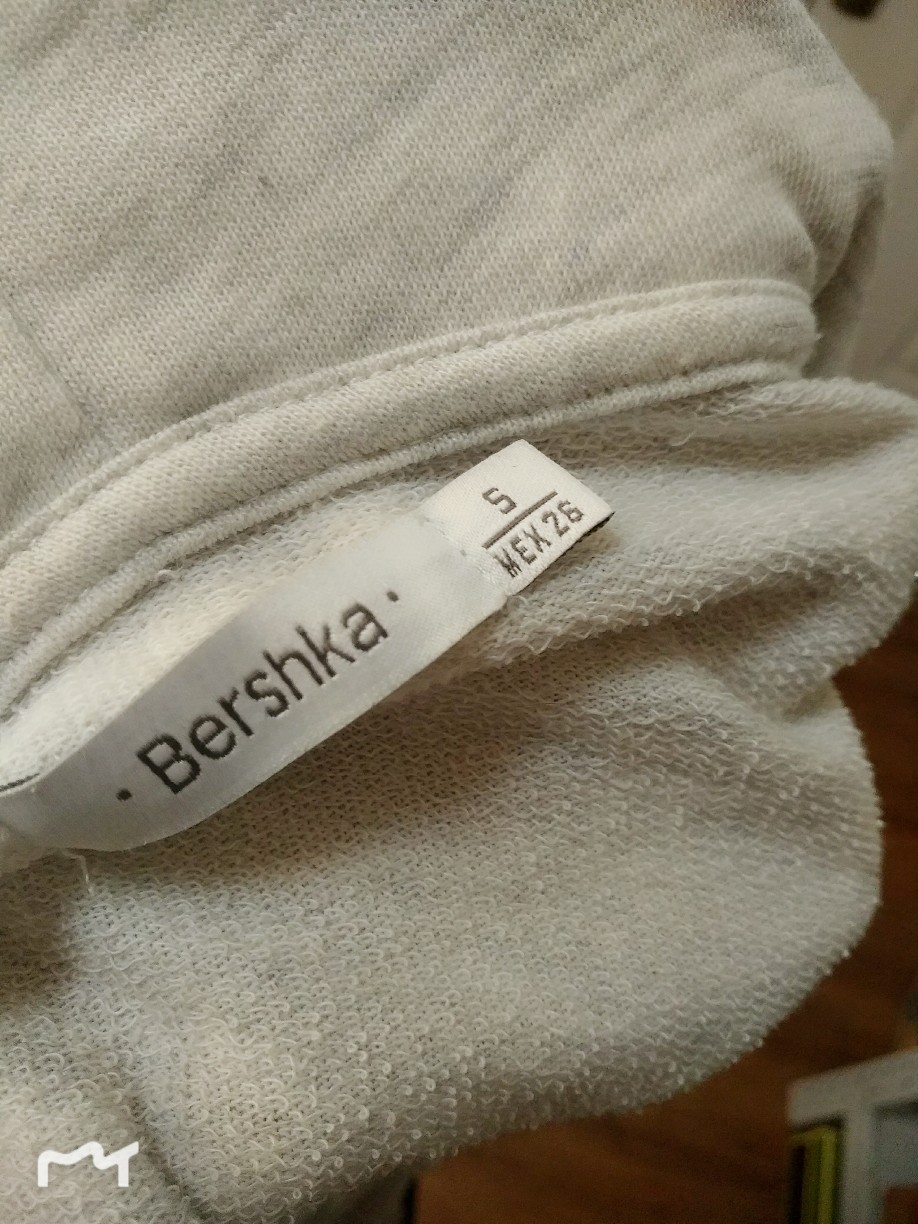 S
MEX 26
· Bershka ·